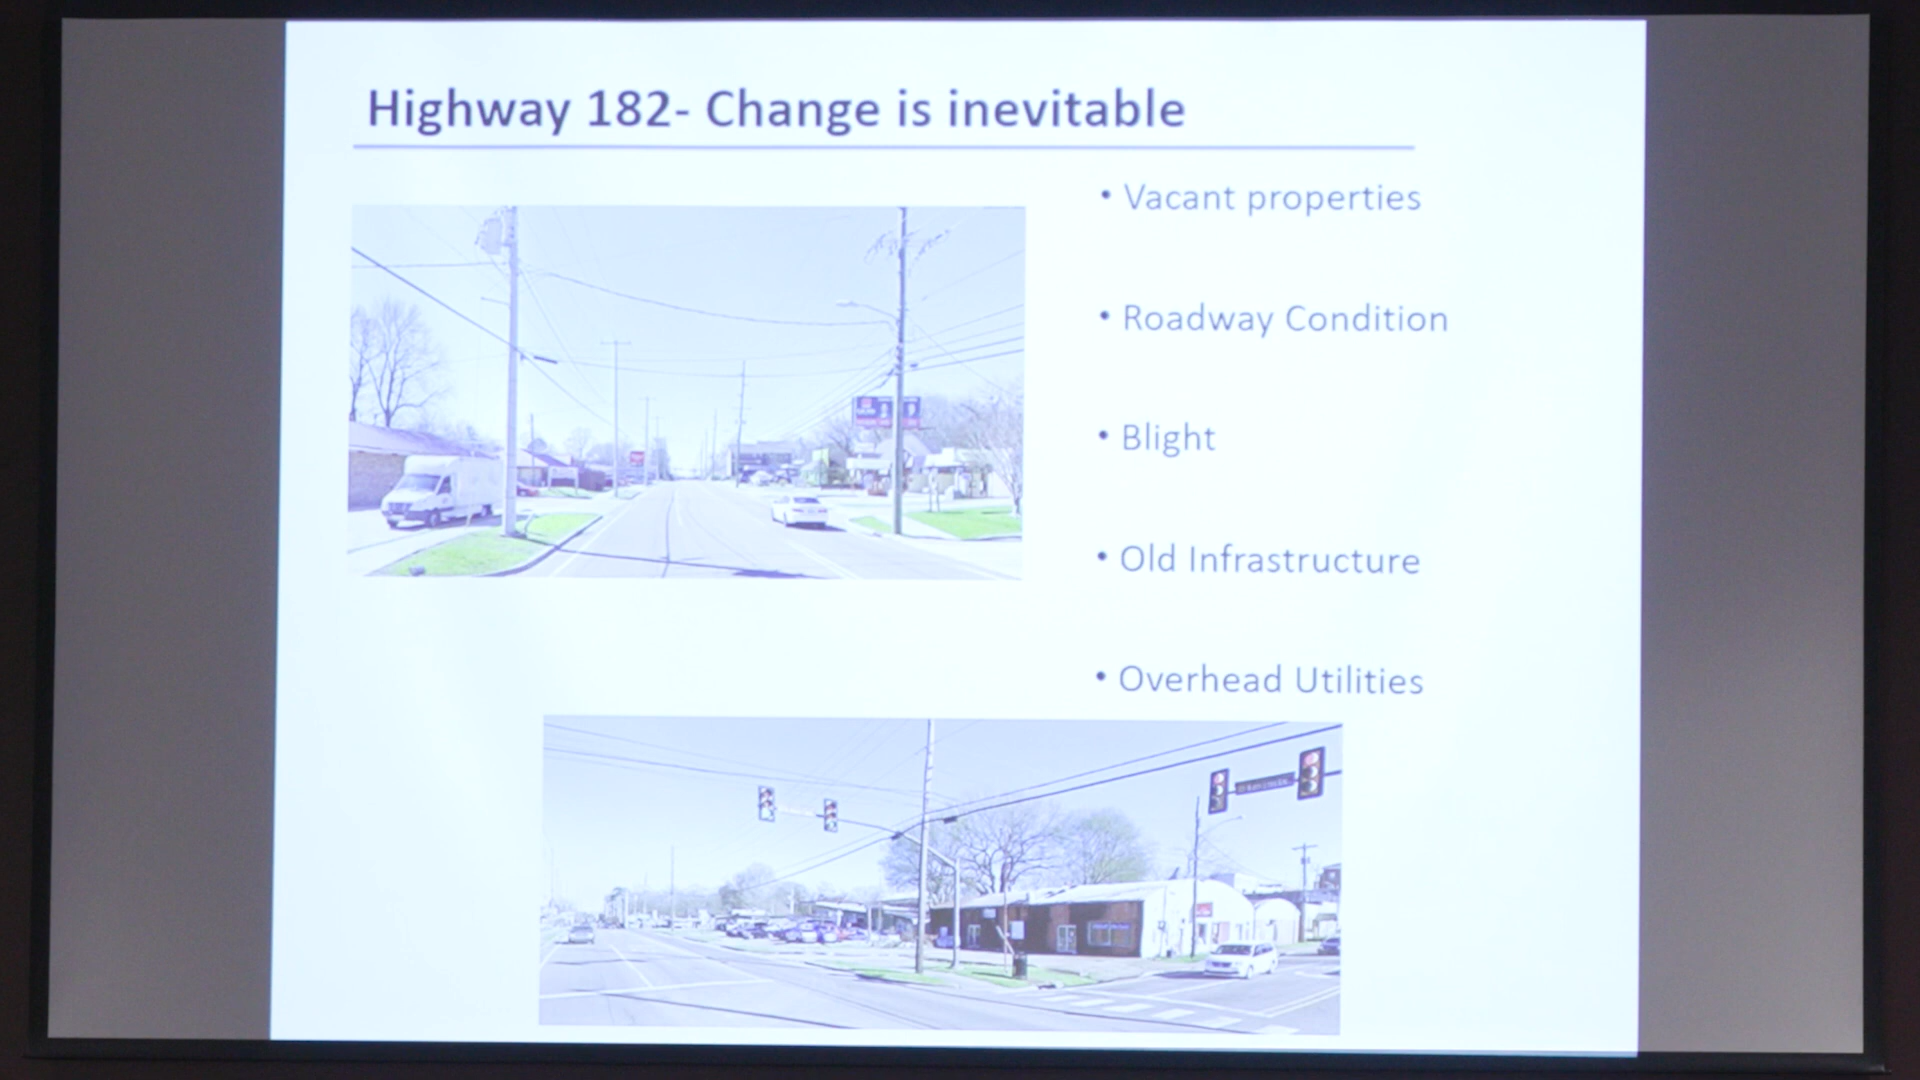 Highway 182- Change is inevitable
• Vacant properties
• Roadway Condition
• Blight
• Old Infrastructure
• Overhead Utilities